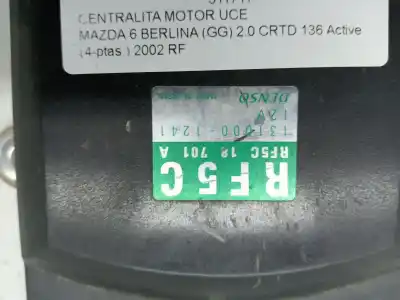 CENTRALITA MOTOR UCE
MAZDA 6 BERLINA (GG) 2.0 CRTD 136 Active
(4-ptas.) 2002 RF
RF5C
RF5C 18 701 A
131000-1241
12V
DENSO